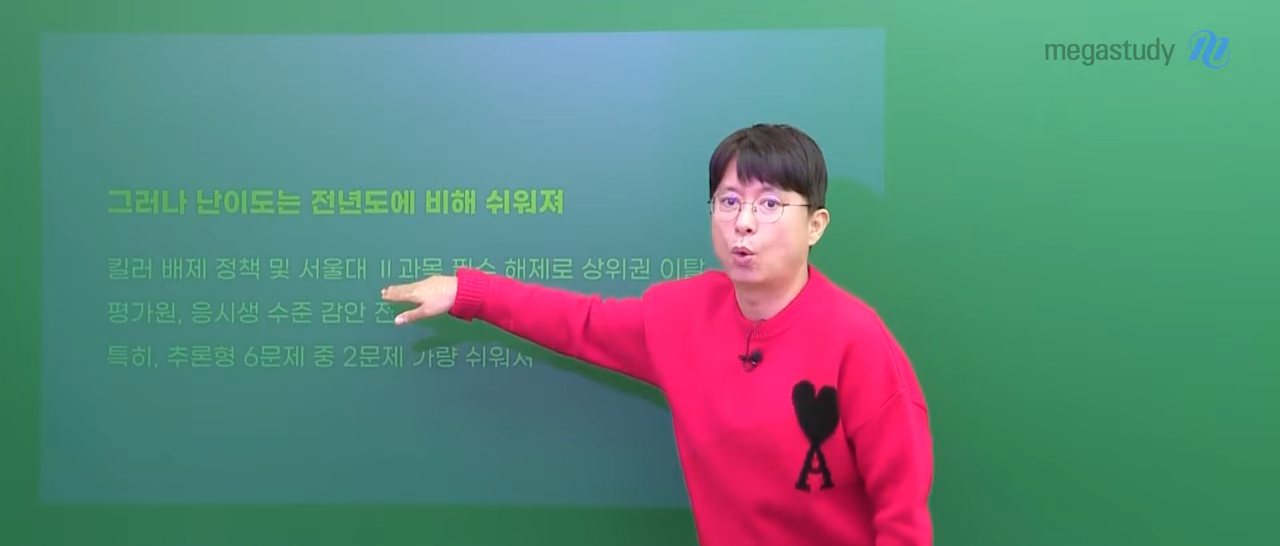 megastudy
그러나 난이도는 전년도에 비해 쉬워져
킬러 배제 정책 및 서울대 Ⅱ과목 필수 해제로 상위권 이탈
평가원, 응시생 수준 감안
특히, 추론형 6문제 중 2문제 가량 쉬워져
A